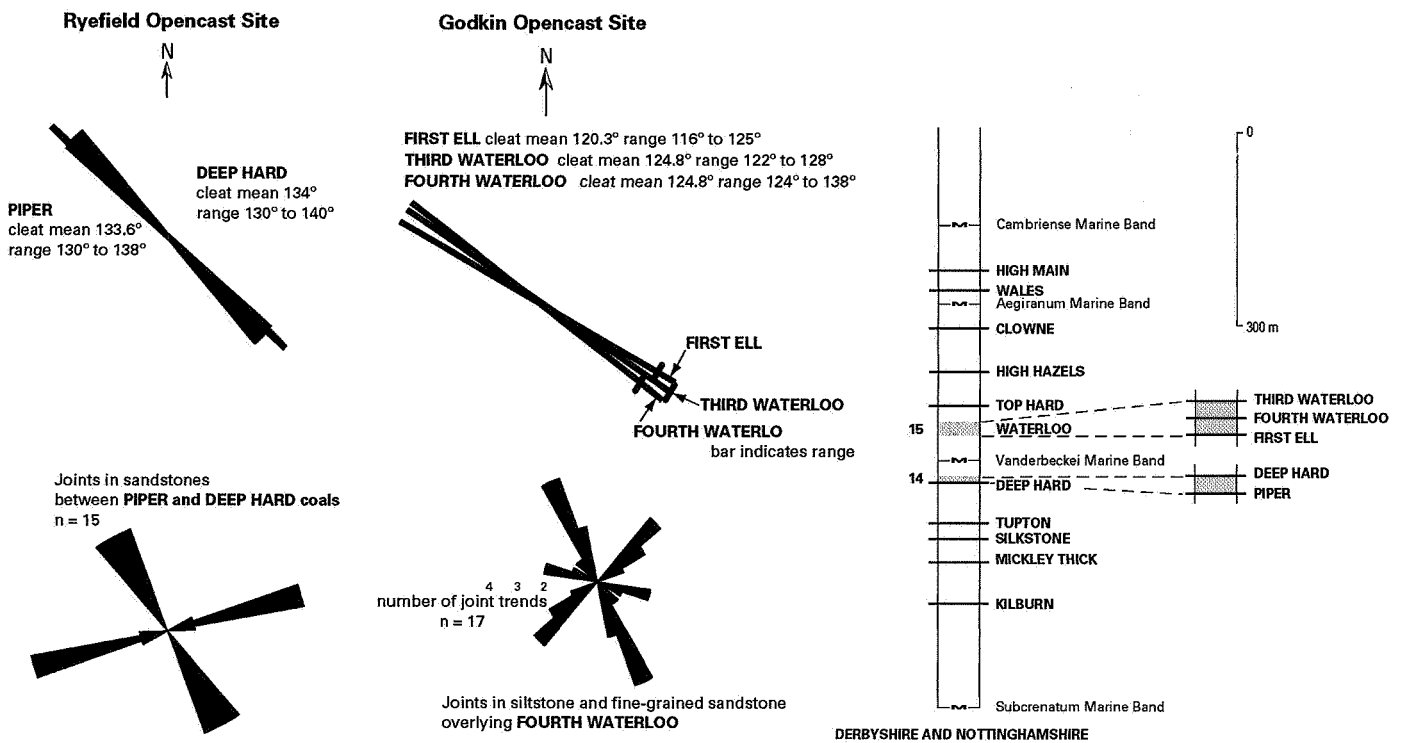 Ryefield Opencast Site
N
DEEP HARD
cleat mean 134°
range 130° to 140°
PIPER
cleat mean 133.6°
range 130° to 138°
Godkin Opencast Site
N
FIRST ELL cleat mean 120.3° range 116° to 125°
THIRD WATERLOO cleat mean 124.8° range 122° to 128°
FOURTH WATERLOO cleat mean 124.8° range 124° to 138°
FIRST ELL
THIRD WATERLOO
FOURTH WATERLO
bar indicates range
Joints in sandstones
between PIPER and DEEP HARD coals
n = 15
4 3 2
number of joint trends
n = 17
Joints in siltstone and fine-grained sandstone
overlying FOURTH WATERLOO
0
300 m
M Cambriense Marine Band
HIGH MAIN
WALES
M Aegiranum Marine Band
CLOWNE
HIGH HAZELS
TOP HARD
15 WATERLOO
M Vanderbeckei Marine Band
14 DEEP HARD
TUPTON
SILKSTONE
MICKLEY THICK
KILBURN
M Subcrenatum Marine Band
THIRD WATERLOO
FOURTH WATERLOO
FIRST ELL
DEEP HARD
PIPER
DERBYSHIRE AND NOTTINGHAMSHIRE